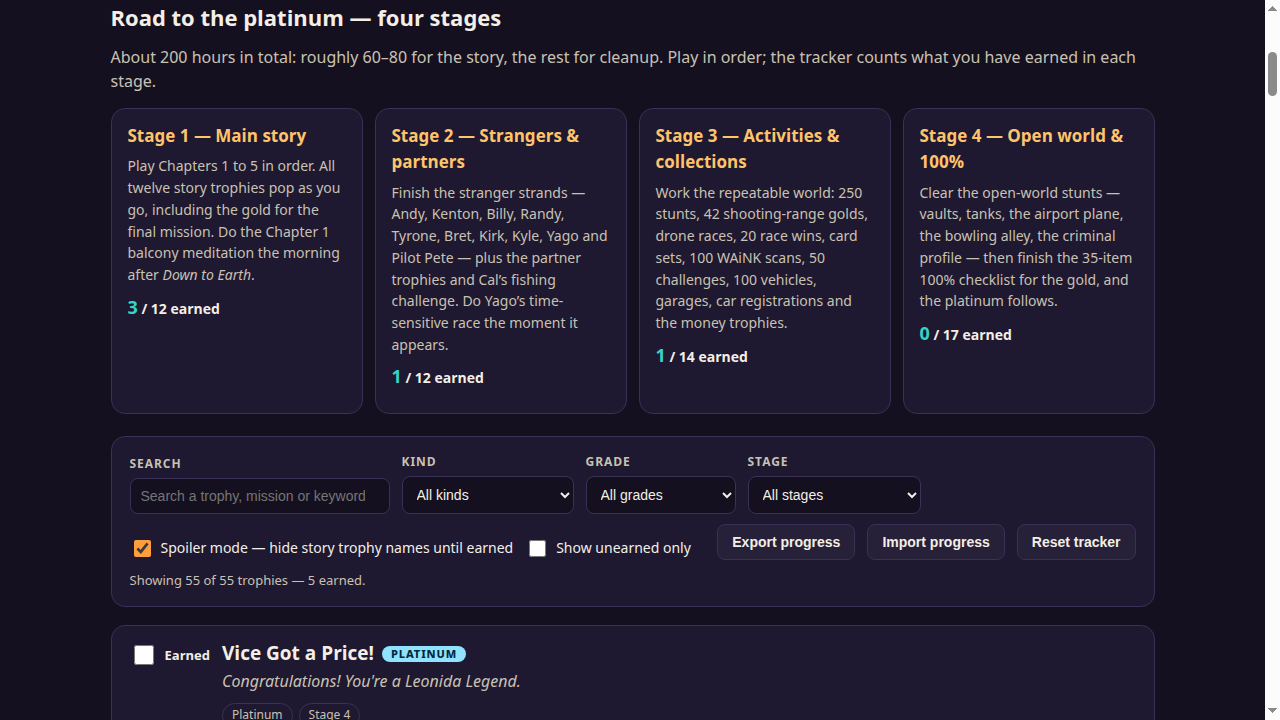 Road to the platinum — four stages
About 200 hours in total: roughly 60–80 for the story, the rest for cleanup. Play in order; the tracker counts what you have earned in each
stage.
Stage 1 — Main story
Play Chapters 1 to 5 in order. All
twelve story trophies pop as you
go, including the gold for the
final mission. Do the Chapter 1
balcony meditation the morning
after Down to Earth.
3 / 12 earned
Stage 2 — Strangers &
partners
Finish the stranger strands —
Andy, Kenton, Billy, Randy,
Tyrone, Bret, Kirk, Kyle, Yago and
Pilot Pete — plus the partner
trophies and Cal’s fishing
challenge. Do Yago’s time-
sensitive race the moment it
appears.
1 / 12 earned
Stage 3 — Activities &
collections
Work the repeatable world: 250
stunts, 42 shooting-range golds,
drone races, 20 race wins, card
sets, 100 WAiNK scans, 50
challenges, 100 vehicles,
garages, car registrations and
the money trophies.
1 / 14 earned
Stage 4 — Open world &
100%
Clear the open-world stunts —
vaults, tanks, the airport plane,
the bowling alley, the criminal
profile — then finish the 35-item
100% checklist for the gold, and
the platinum follows.
0 / 17 earned
SEARCH
Search a trophy, mission or keyword
KIND
All kinds
GRADE
All grades
STAGE
All stages
Spoiler mode — hide story trophy names until earned
Show unearned only
Export progress
Import progress
Reset tracker
Showing 55 of 55 trophies — 5 earned.
Earned
Vice Got a Price! PLATINUM
Congratulations! You're a Leonida Legend.
Platinum Stage 4